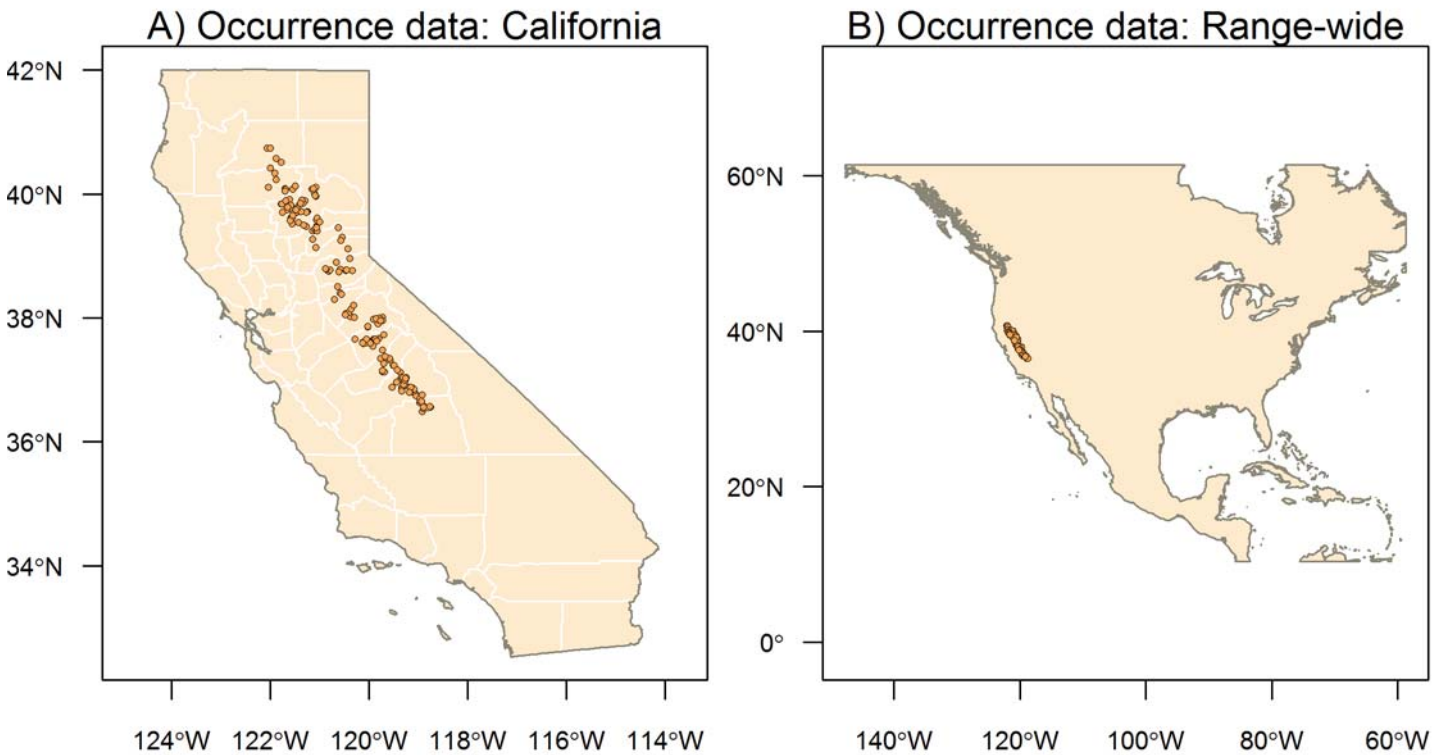 A) Occurrence data: California
42°N
40°N
38°N
36°N
34°N
124°W 122°W 120°W 118°W 116°W 114°W
B) Occurrence data: Range-wide
60°N
40°N
20°N
0°
140°W 120°W 100°W 80°W 60°W